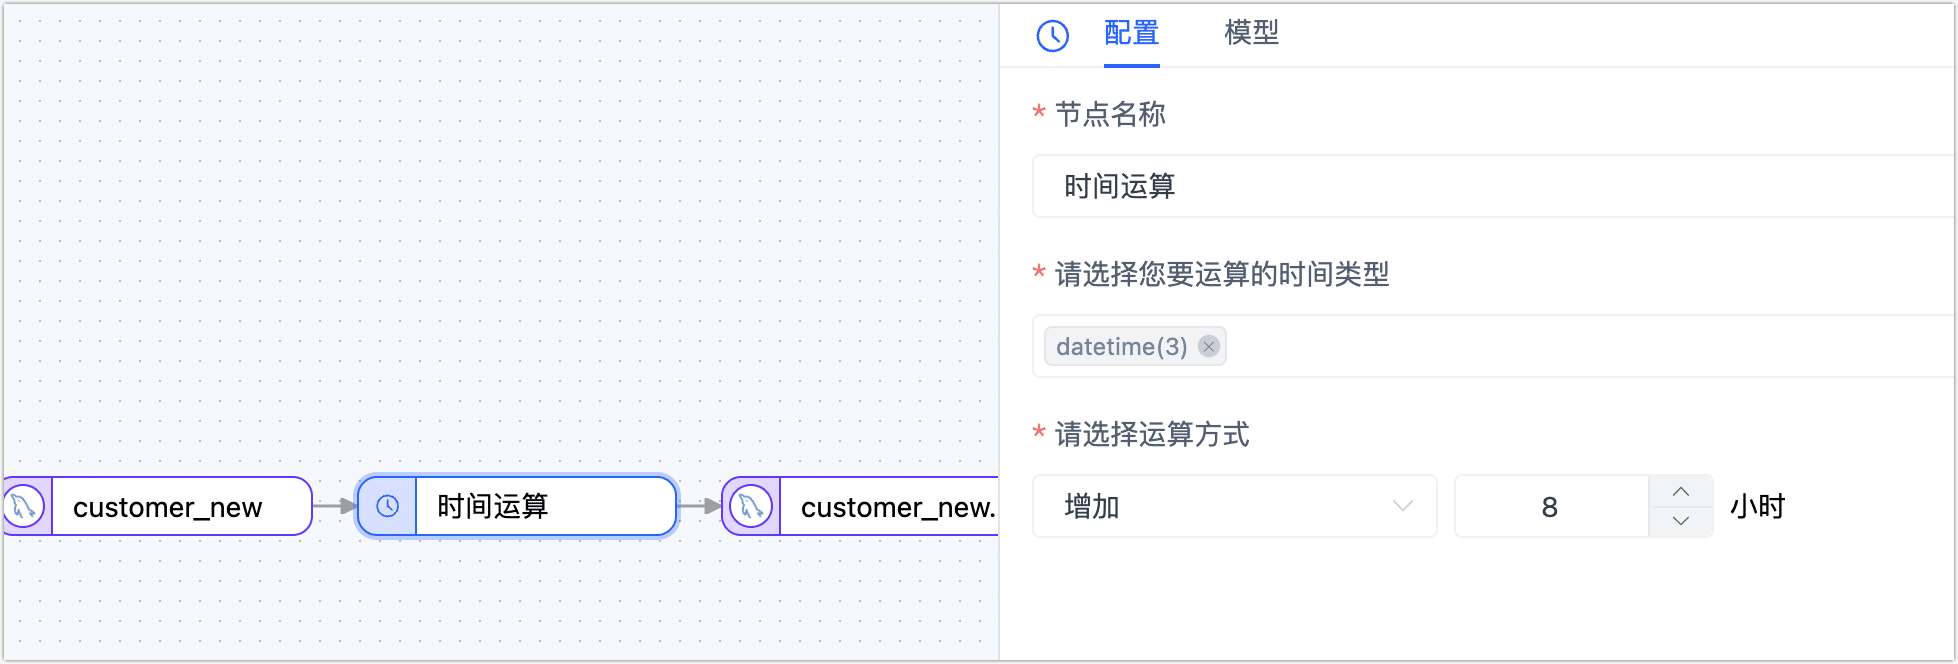 配置
模型
* 节点名称
时间运算
* 请选择您要运算的时间类型
datetime(3)
* 请选择运算方式
增加
8
小时
customer_new
时间运算
customer_new.